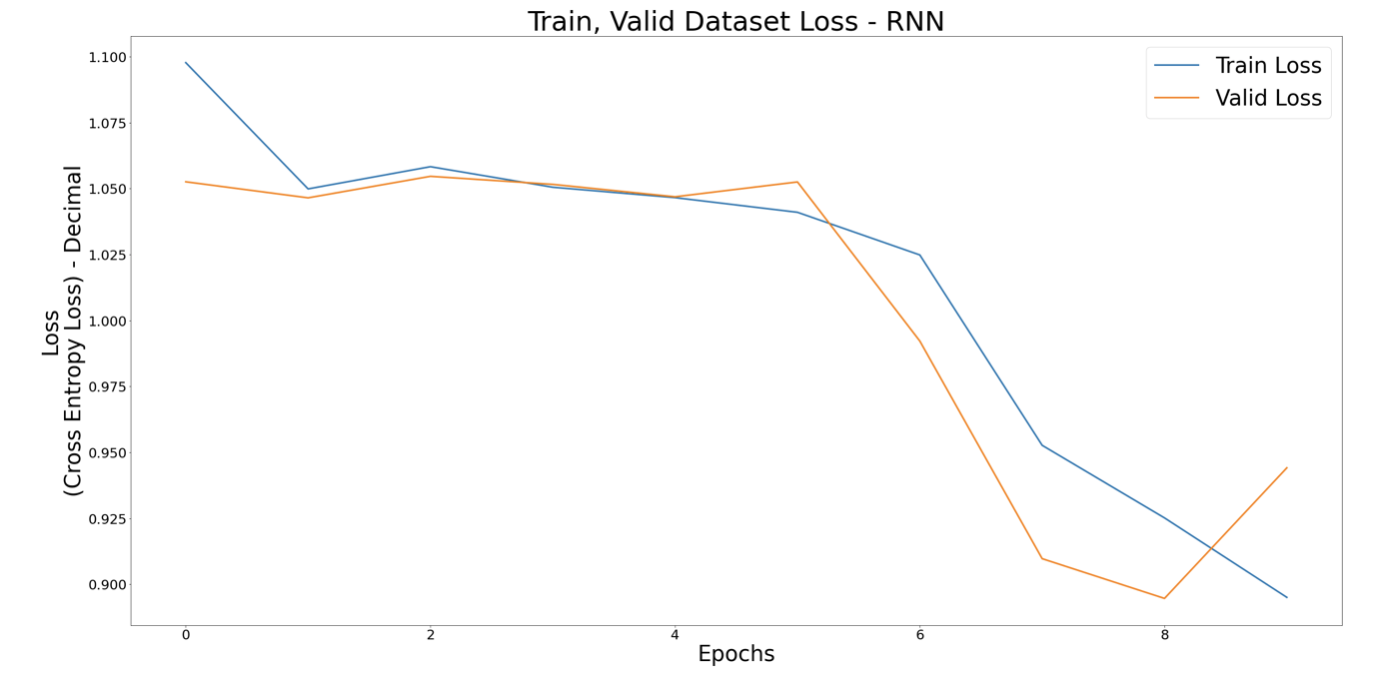 Train, Valid Dataset Loss - RNN
Train Loss
Valid Loss
Loss
(Cross Entropy Loss) - Decimal
1.100
1.075
1.050
1.025
1.000
0.975
0.950
0.925
0.900
0 2 4 6 8
Epochs